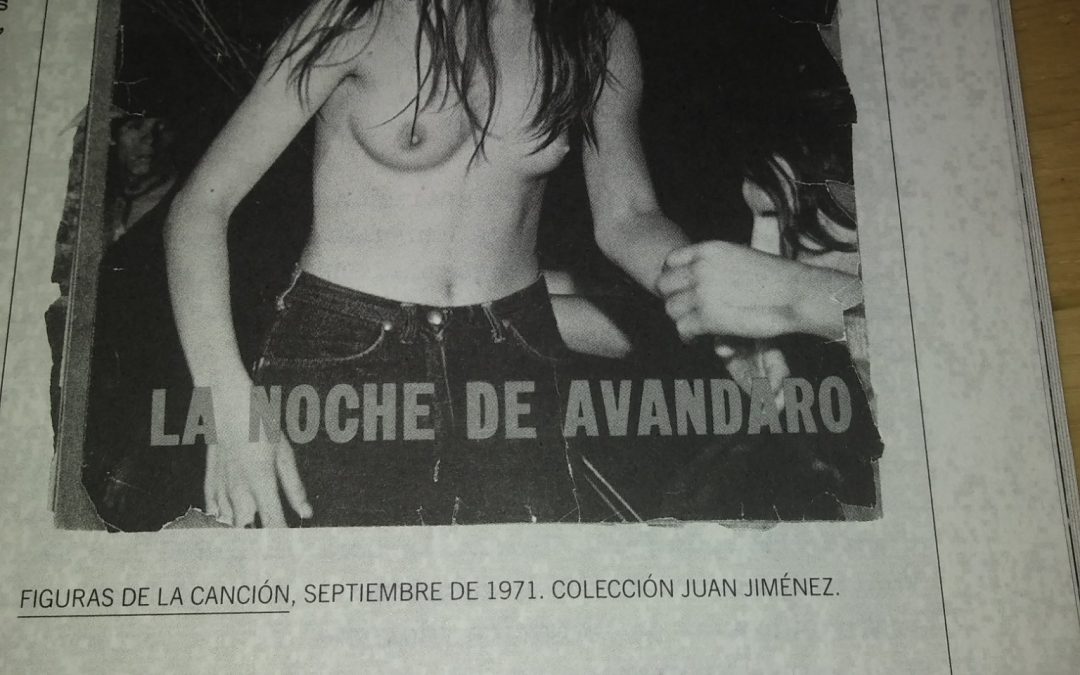 LA NOCHE DE AVANDARO
FIGURAS DE LA CANCIÓN, SEPTIEMBRE DE 1971. COLECCIÓN JUAN JIMÉNEZ.